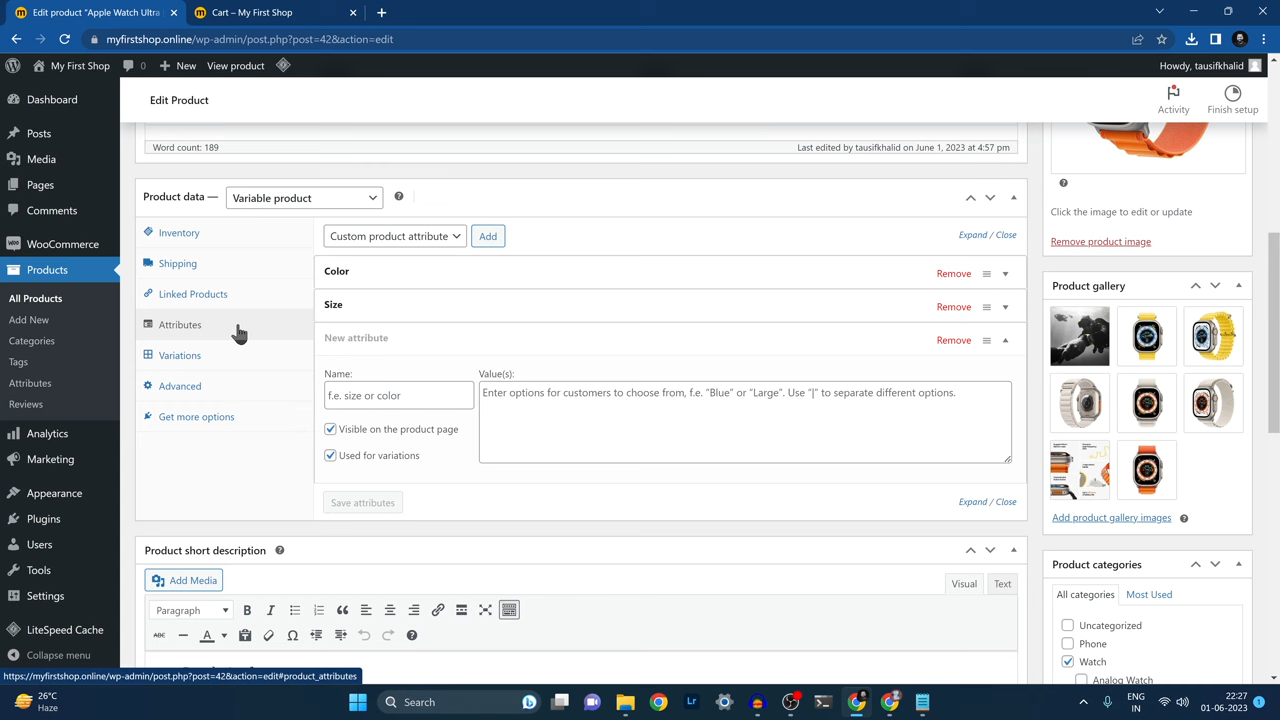 Edit product "Apple Watch Ultra
Cart – My First Shop
myfirstshop.online/wp-admin/post.php?post=42&action=edit
My First Shop
0
New
View product
Howdy, tausifkhalid
Edit Product
Activity
Finish setup
Dashboard
Posts
Media
Pages
Comments
WooCommerce
Products
All Products
Add New
Categories
Tags
Attributes
Reviews
Analytics
Marketing
Appearance
Plugins
Users
Tools
Settings
LiteSpeed Cache
Collapse menu
Word count: 189
Last edited by tausifkhalid on June 1, 2023 at 4:57 pm
Product data —
Variable product
Inventory
Shipping
Linked Products
Attributes
Variations
Advanced
Get more options
Custom product attribute
Add
Expand / Close
Color
Remove
Size
Remove
New attribute
Remove
Name:
f.e. size or color
Value(s):
Enter options for customers to choose from, f.e. “Blue” or “Large”. Use “|” to separate different options.
Visible on the product page
Used for variations
Save attributes
Expand / Close
Product short description
Add Media
Visual
Text
Paragraph
B
I
ABC
A
Click the image to edit or update
Remove product image
Product gallery
Add product gallery images
Product categories
All categories
Most Used
Uncategorized
Phone
Watch
Analog Watch
https://myfirstshop.online/wp-admin/post.php?post=42&action=edit#product_attributes
26°C
Haze
Search
Lr
ENG
IN
22:27
01-06-2023
1